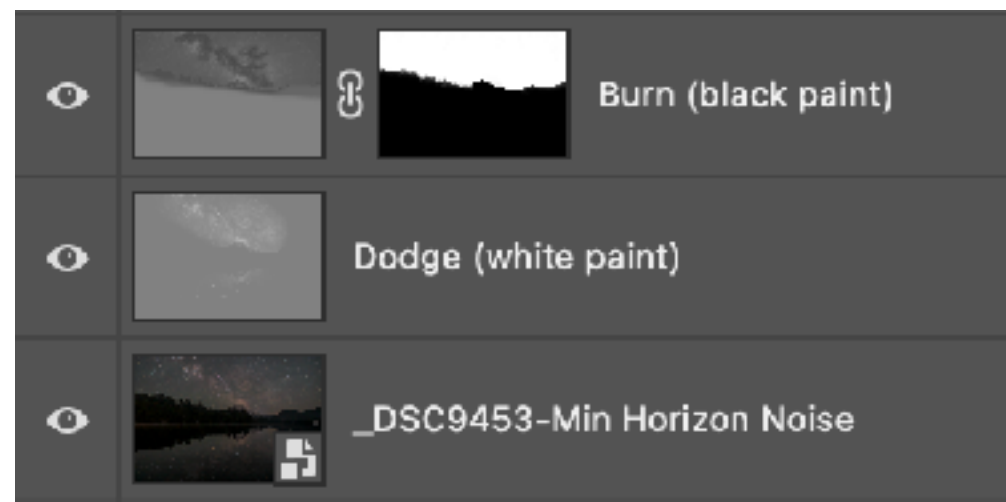 Burn (black paint)
Dodge (white paint)
_DSC9453-Min Horizon Noise